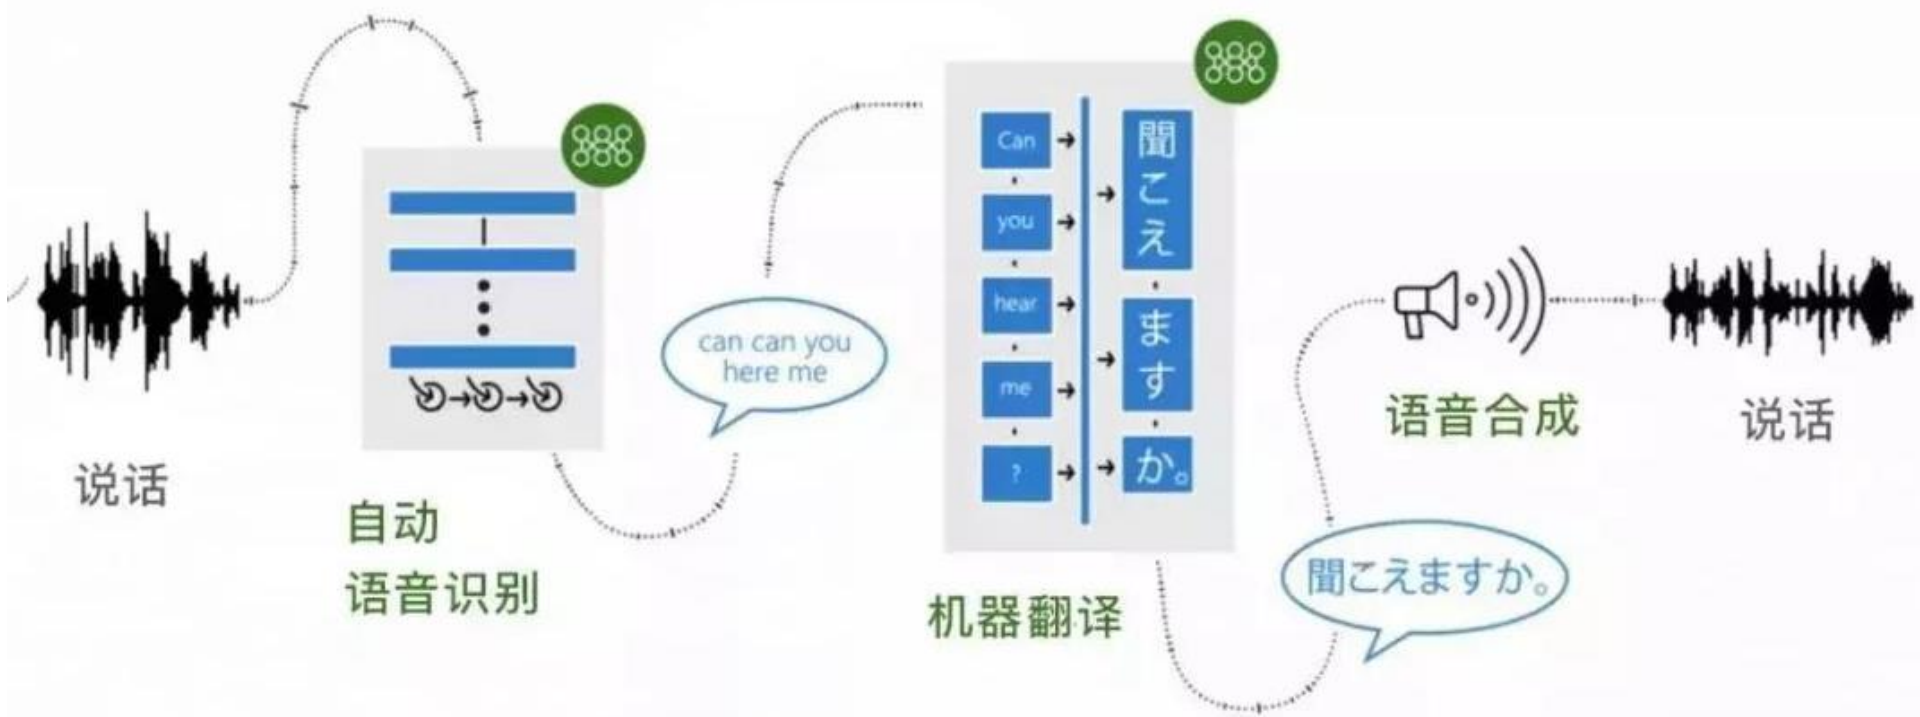 说话
自动
语音识别
can can you
here me
Can
you
hear
me
?
聞こえ
ます
か。
机器翻译
聞こえますか。
语音合成
说话